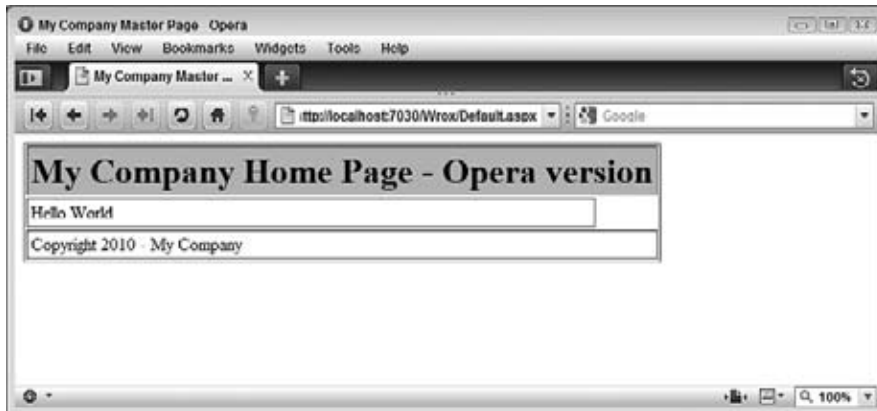 My Company Master Page Opera
File Edit View Bookmarks Widgets Tools Help
My Company Master ...
ttp://localhost:7030/Wrox/Default.aspx
Google
My Company Home Page - Opera version
Hello World
Copyright 2010 - My Company
100%